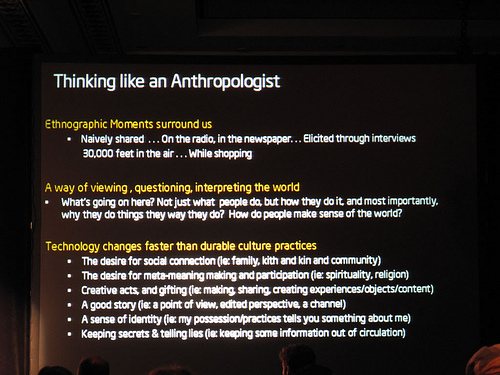 Thinking like an Anthropologist
Ethnographic Moments surround us
• Naively shared . . . On the radio, in the newspaper. . . Elicited through interviews
30,000 feet in the air . . . While shopping
A way of viewing , questioning, interpreting the world
• What's going on here? Not just what people do, but how they do it, and most importantly,
why they do things they way they do? How do people make sense of the world?
Technology changes faster than durable culture practices
• The desire for social connection (ie: family, kith and kin and community)
• The desire for meta-meaning making and participation (ie: spirituality, religion)
• Creative acts, and gifting (ie: making, sharing, creating experiences/objects/content)
• A good story (ie: a point of view, edited perspective, a channel)
• A sense of identity (ie: my possession/practices tells you something about me)
• Keeping secrets & telling lies (ie: keeping some information out of circulation)